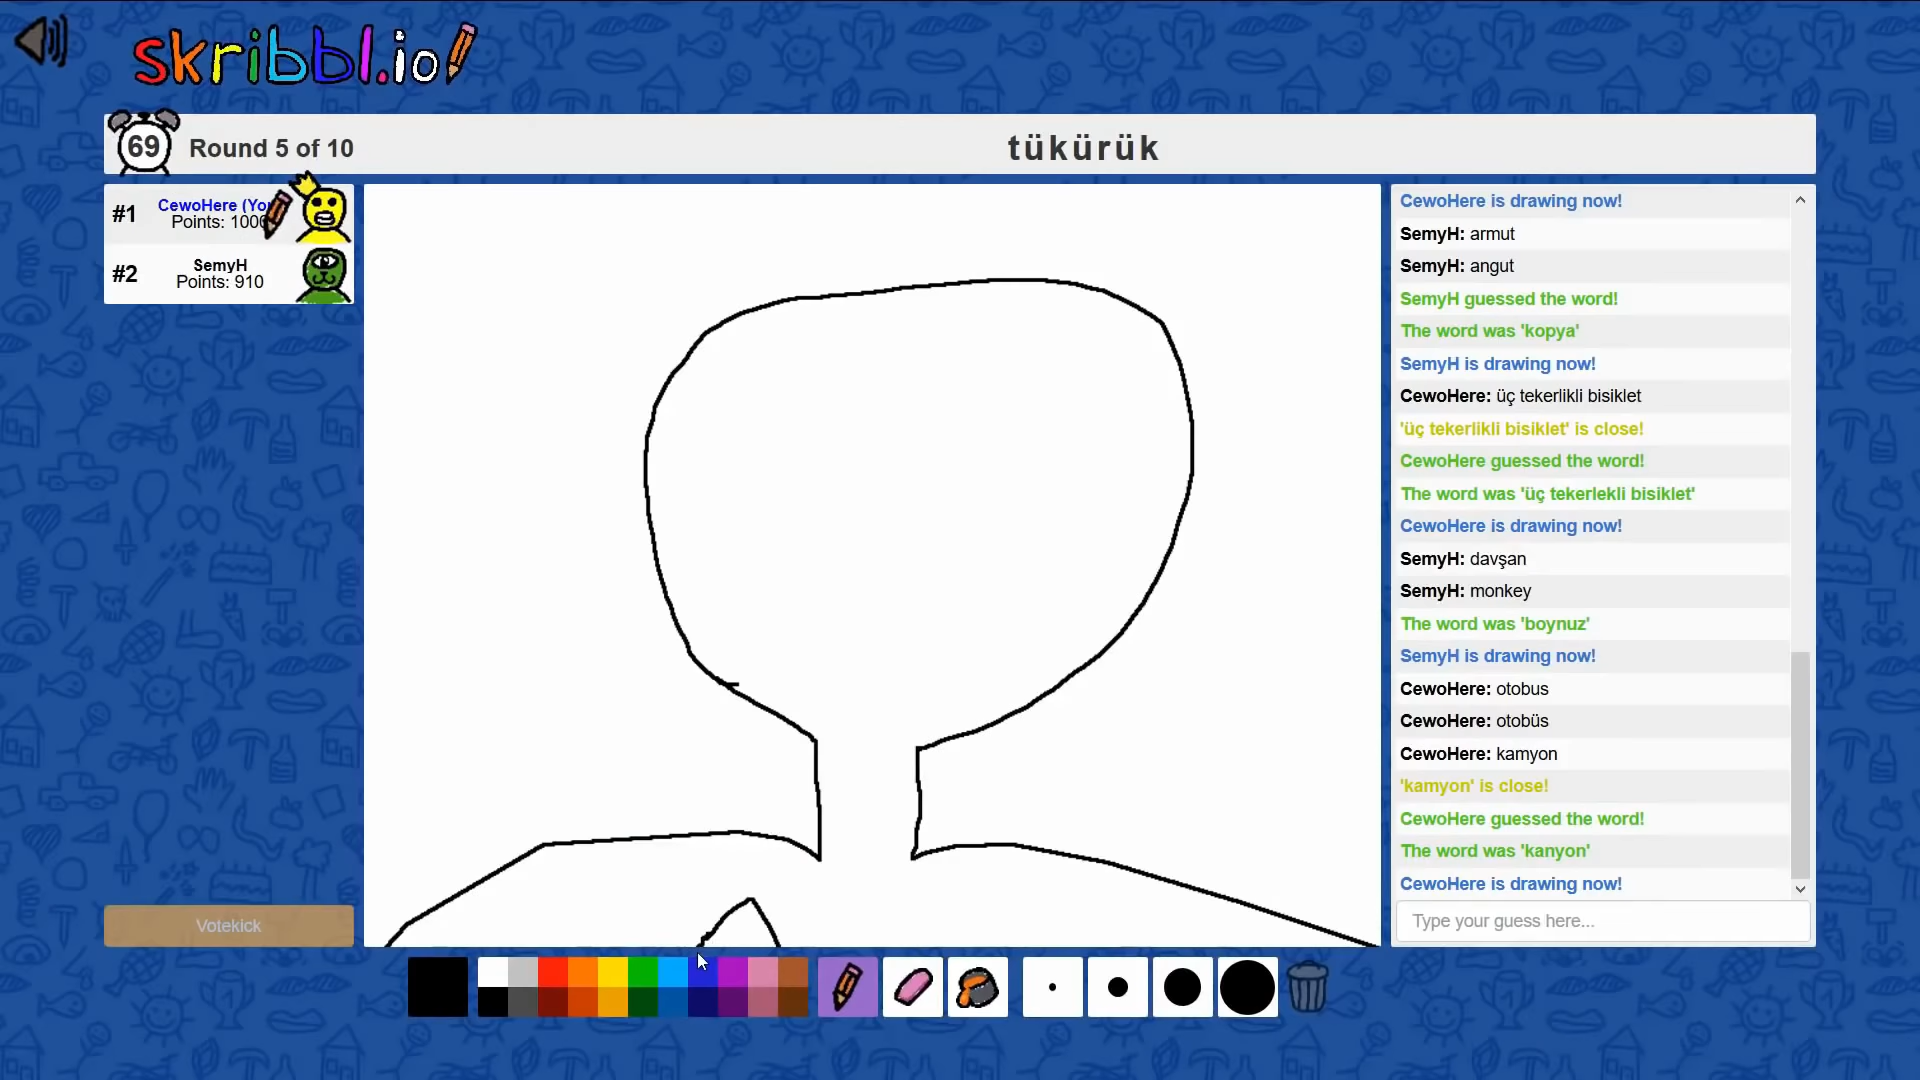 skribbl.io
69
Round 5 of 10
tükürük
#1
CewoHere (You
Points: 1000
#2
SemyH
Points: 910
CewoHere is drawing now!
SemyH: armut
SemyH: angut
SemyH guessed the word!
The word was 'kopya'
SemyH is drawing now!
CewoHere: üç tekerlikli bisiklet
'üç tekerlikli bisiklet' is close!
CewoHere guessed the word!
The word was 'üç tekerlekli bisiklet'
CewoHere is drawing now!
SemyH: davşan
SemyH: monkey
The word was 'boynuz'
SemyH is drawing now!
CewoHere: otobus
CewoHere: otobüs
CewoHere: kamyon
'kamyon' is close!
CewoHere guessed the word!
The word was 'kanyon'
CewoHere is drawing now!
Type your guess here...
Votekick